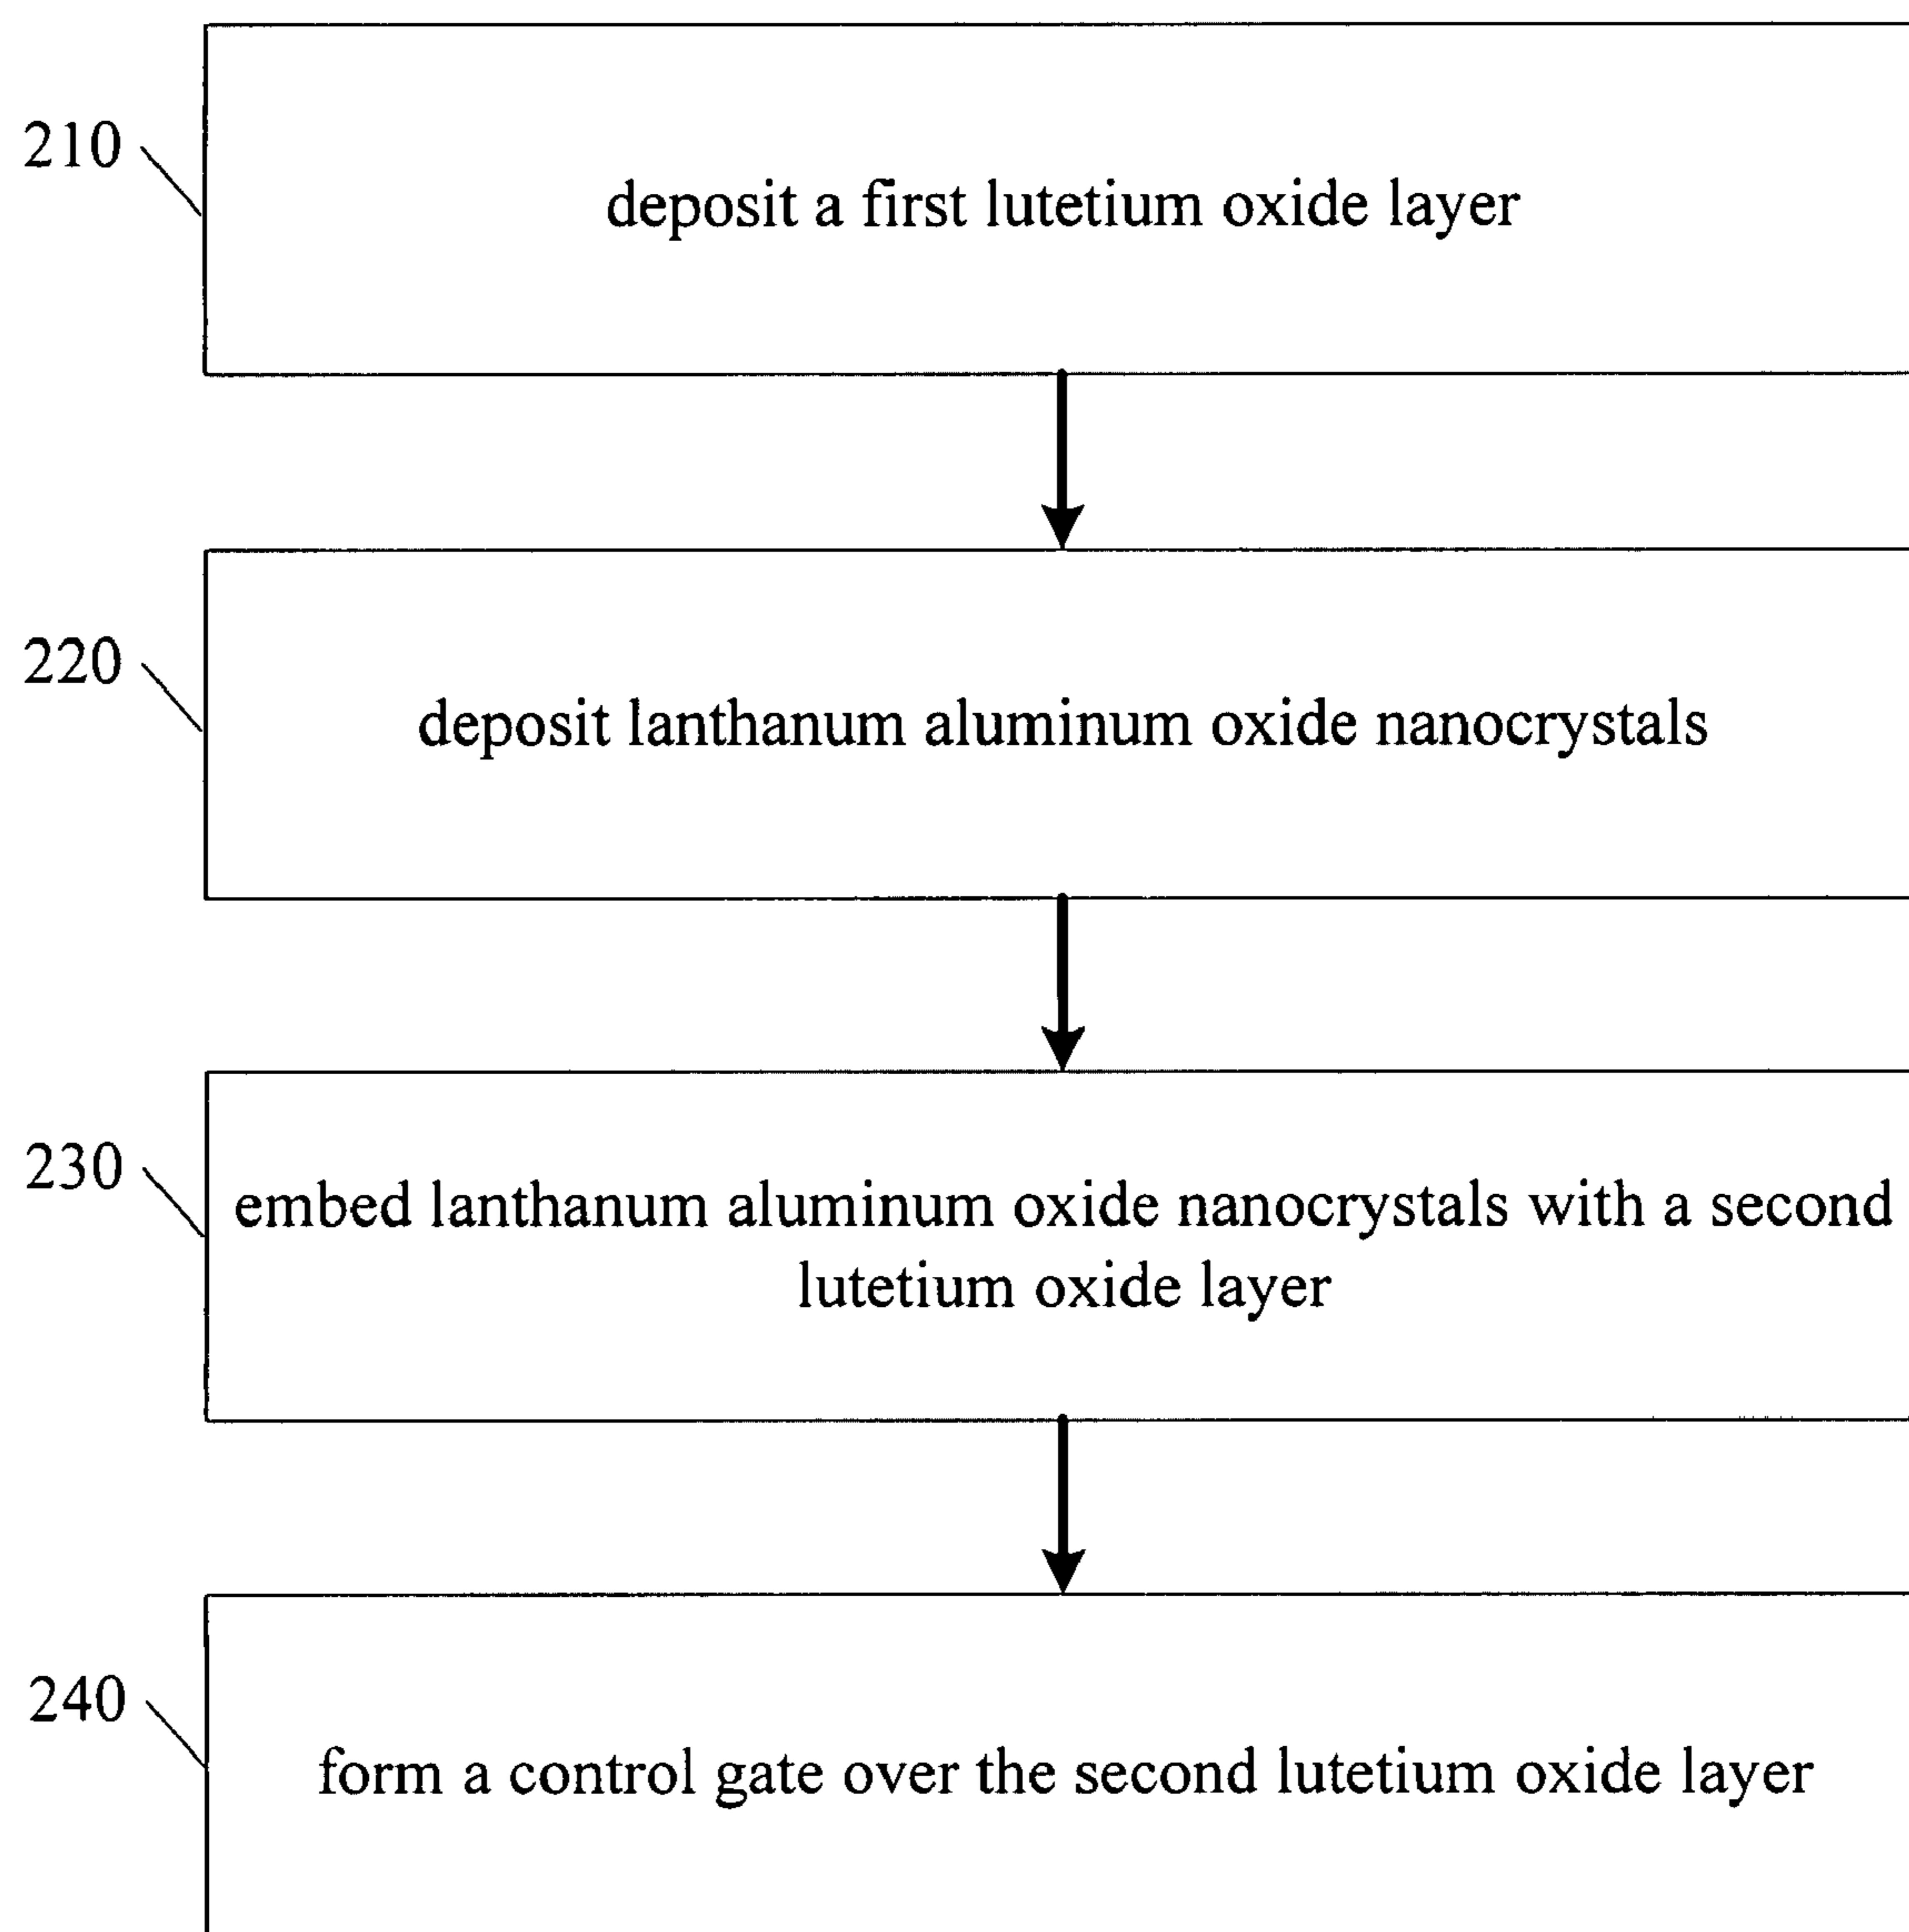 210
deposit a first lutetium oxide layer
220
deposit lanthanum aluminum oxide nanocrystals
230
embed lanthanum aluminum oxide nanocrystals with a second
lutetium oxide layer
240
form a control gate over the second lutetium oxide layer